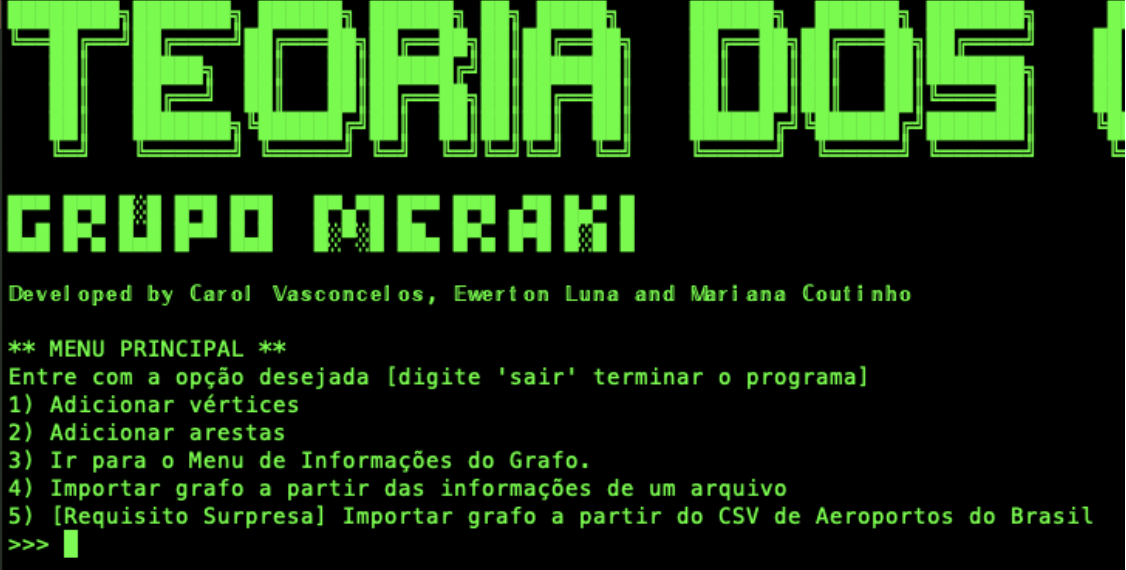 TEORIA DOS
GRUPO MERAKI
Developed by Carol Vasconcelos, Ewerton Luna and Mariana Coutinho
** MENU PRINCIPAL **
Entre com a opção desejada [digite 'sair' terminar o programa]
1) Adicionar vértices
2) Adicionar arestas
3) Ir para o Menu de Informações do Grafo.
4) Importar grafo a partir das informações de um arquivo
5) [Requisito Surpresa] Importar grafo a partir do CSV de Aeroportos do Brasil
>>>